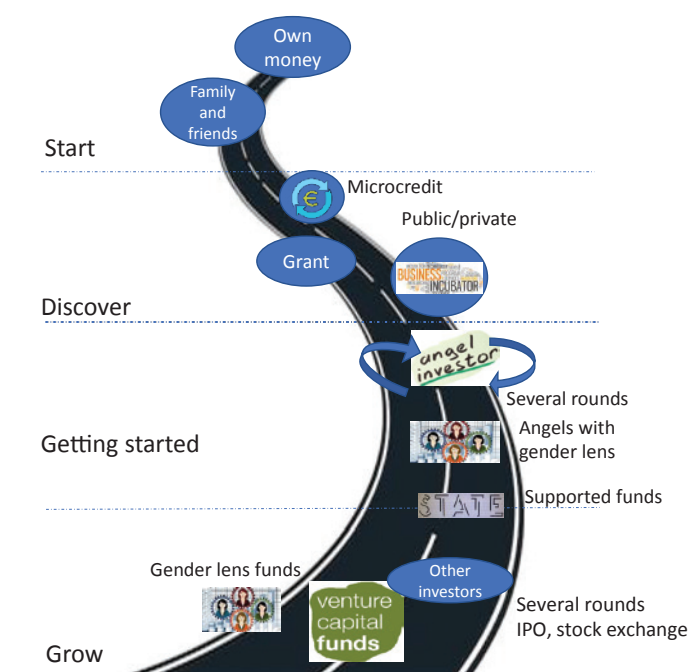 Own
money
Family
and
friends
Start
Microcredit
Public/private
Grant
BUSINESS
INCUBATOR
Discover
angel
investor
Several rounds
Angels with
gender lens
Getting started
STATE
Supported funds
Gender lens funds
Other
investors
venture
capital
funds
Several rounds
IPO, stock exchange
Grow